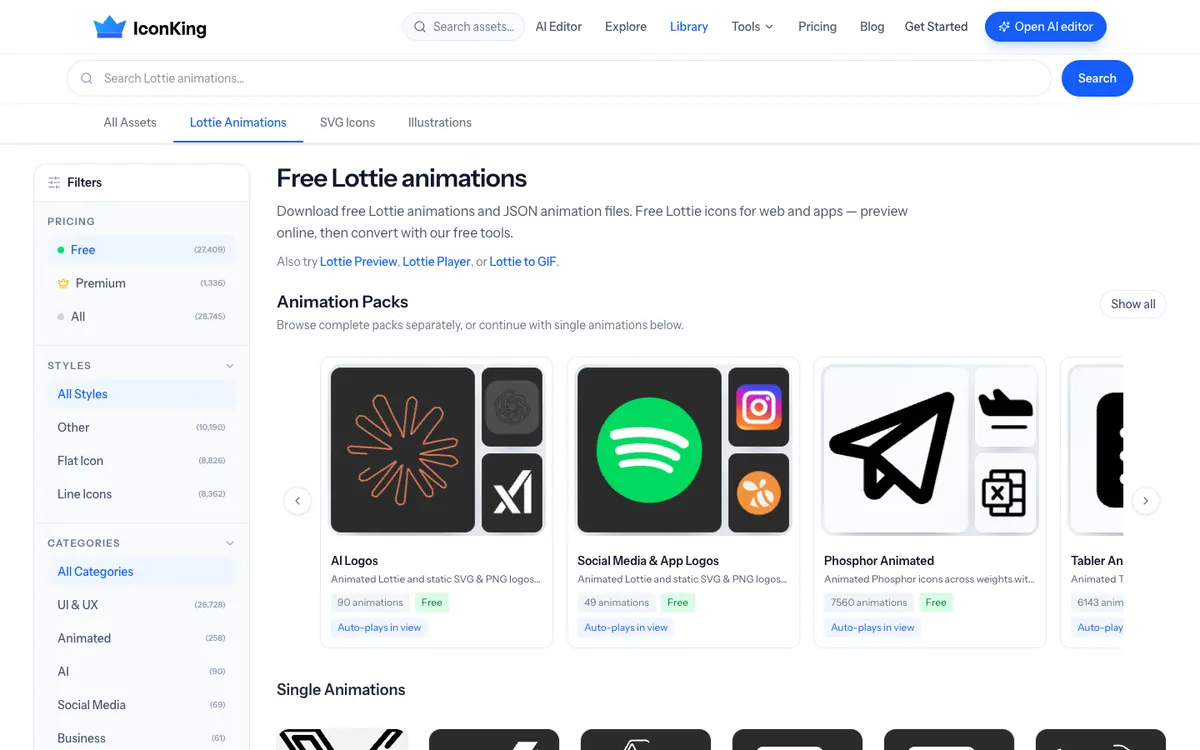 IconKing
Search assets...
AI Editor
Explore
Library
Tools
Pricing
Blog
Get Started
Open AI editor
Search Lottie animations...
Search
All Assets
Lottie Animations
SVG Icons
Illustrations
Filters
PRICING
Free (27,409)
Premium (1,336)
All (28,745)
STYLES
All Styles
Other (10,190)
Flat Icon (8,826)
Line Icons (8,362)
CATEGORIES
All Categories
UI & UX (26,728)
Animated (258)
AI (90)
Social Media (69)
Business (61)
Free Lottie animations
Download free Lottie animations and JSON animation files. Free Lottie icons for web and apps — preview
online, then convert with our free tools.
Also try Lottie Preview, Lottie Player, or Lottie to GIF.
Animation Packs
Show all
Browse complete packs separately, or continue with single animations below.
AI Logos
Animated Lottie and static SVG & PNG logos...
90 animations
Free
Auto-plays in view
Social Media & App Logos
Animated Lottie and static SVG & PNG logos...
49 animations
Free
Auto-plays in view
Phosphor Animated
Animated Phosphor icons across weights wit...
7560 animations
Free
Auto-plays in view
Tabler An
Animated T
6143 anim
Auto-play
Single Animations